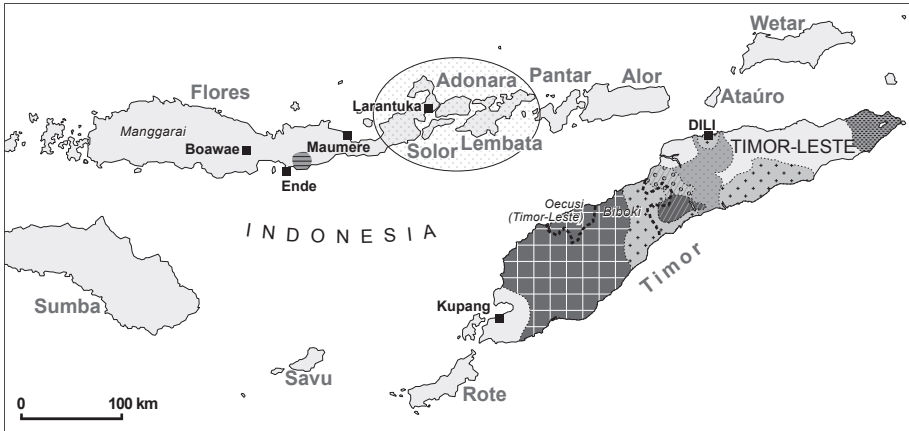 Wetar
Flores
Adonara
Pantar
Alor
Larantuka
Ataúro
Manggarai
DILI
Boawae
Maumere
Solor
Lembata
TIMOR-LESTE
Ende
Oecusi
(Timor-Leste)
Biboki
INDONESIA
Timor
Sumba
Kupang
Savu
Rote
0 100 km